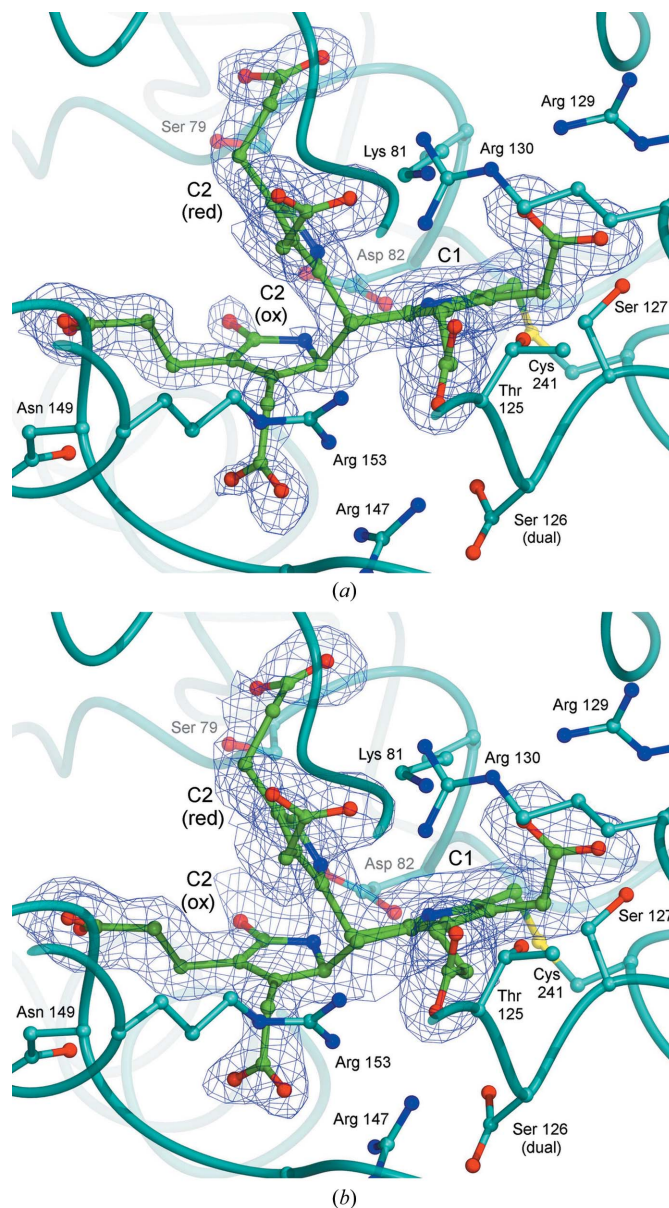 Arg 129
Ser 79
Lys 81
Arg 130
C2
(red)
Asp 82
C1
C2
(ox)
Ser 127
Cys
241
Thr
125
Asn 149
Arg 153
Arg 147
Ser 126
(dual)
(a)
Arg 129
Ser 79
Lys 81
Arg 130
C2
(red)
Asp 82
C1
C2
(ox)
Ser 127
Cys
241
Thr
125
Asn 149
Arg 153
Arg 147
Ser 126
(dual)
(b)